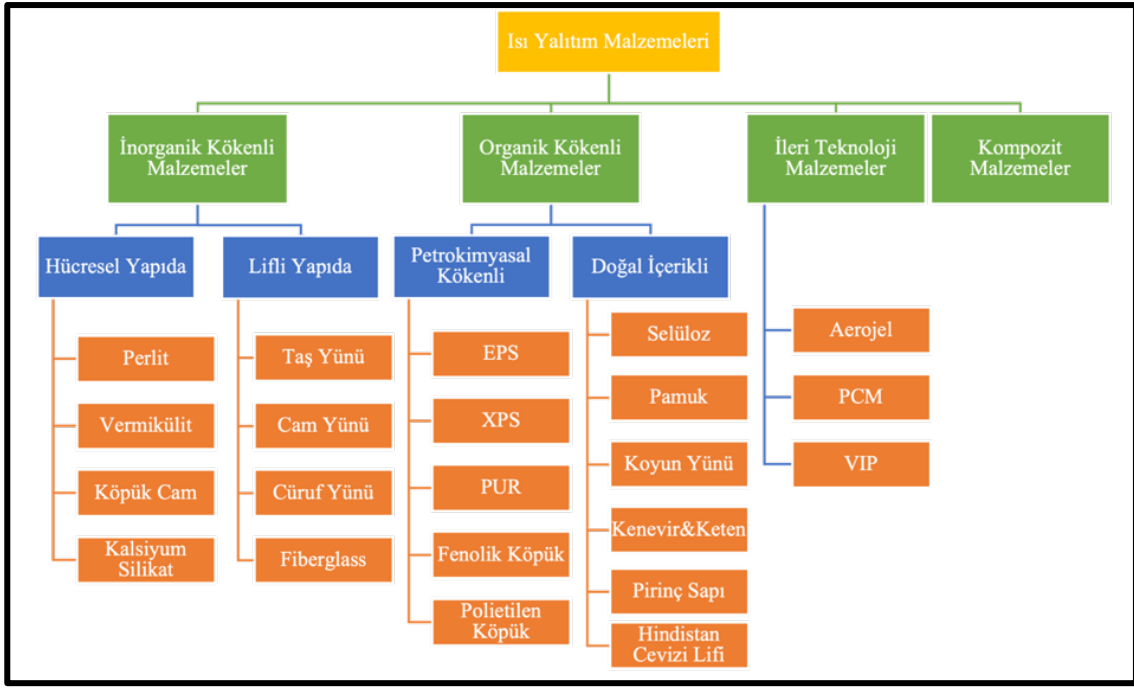 Isı Yalıtım Malzemeleri
İnorganik Kökenli
Malzemeler
Organik Kökenli
Malzemeler
İleri Teknoloji
Malzemeler
Kompozit
Malzemeler
Hücresel Yapıda
Lifli Yapıda
Petrokimyasal
Kökenli
Doğal İçerikli
Perlit
Vermikülit
Köpük Cam
Kalsiyum
Silikat
Taş Yünü
Cam Yünü
Cüruf Yünü
Fiberglass
EPS
XPS
PUR
Fenolik Köpük
Polietilen
Köpük
Selüloz
Pamuk
Koyun Yünü
Kenevir&Keten
Pirinç Sapı
Hindistan
Cevizi Lifi
Aerojel
PCM
VIP